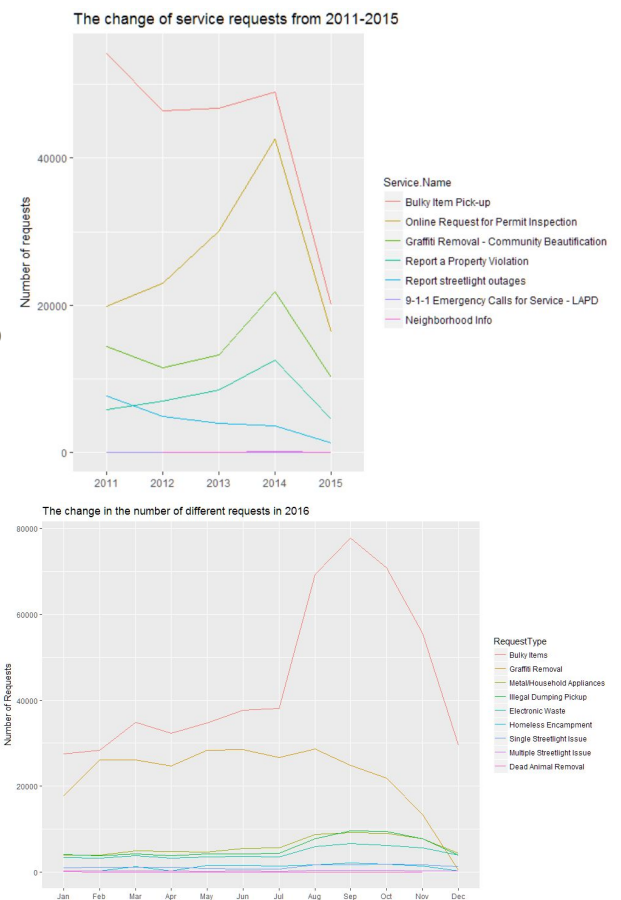 The change of service requests from 2011-2015
Number of requests
40000
20000
0
2011 2012 2013 2014 2015
Service.Name
Bulky Item Pick-up
Online Request for Permit Inspection
Graffiti Removal - Community Beautification
Report a Property Violation
Report streetlight outages
9-1-1 Emergency Calls for Service - LAPD
Neighborhood Info
The change in the number of different requests in 2016
Number of Requests
80000
60000
40000
20000
0
Jan Feb Mar Apr May Jun Jul Aug Sep Oct Nov Dec
RequestType
Bulky Items
Graffiti Removal
Metal/Household Appliances
Illegal Dumping Pickup
Electronic Waste
Homeless Encampment
Single Streetlight Issue
Multiple Streetlight Issue
Dead Animal Removal